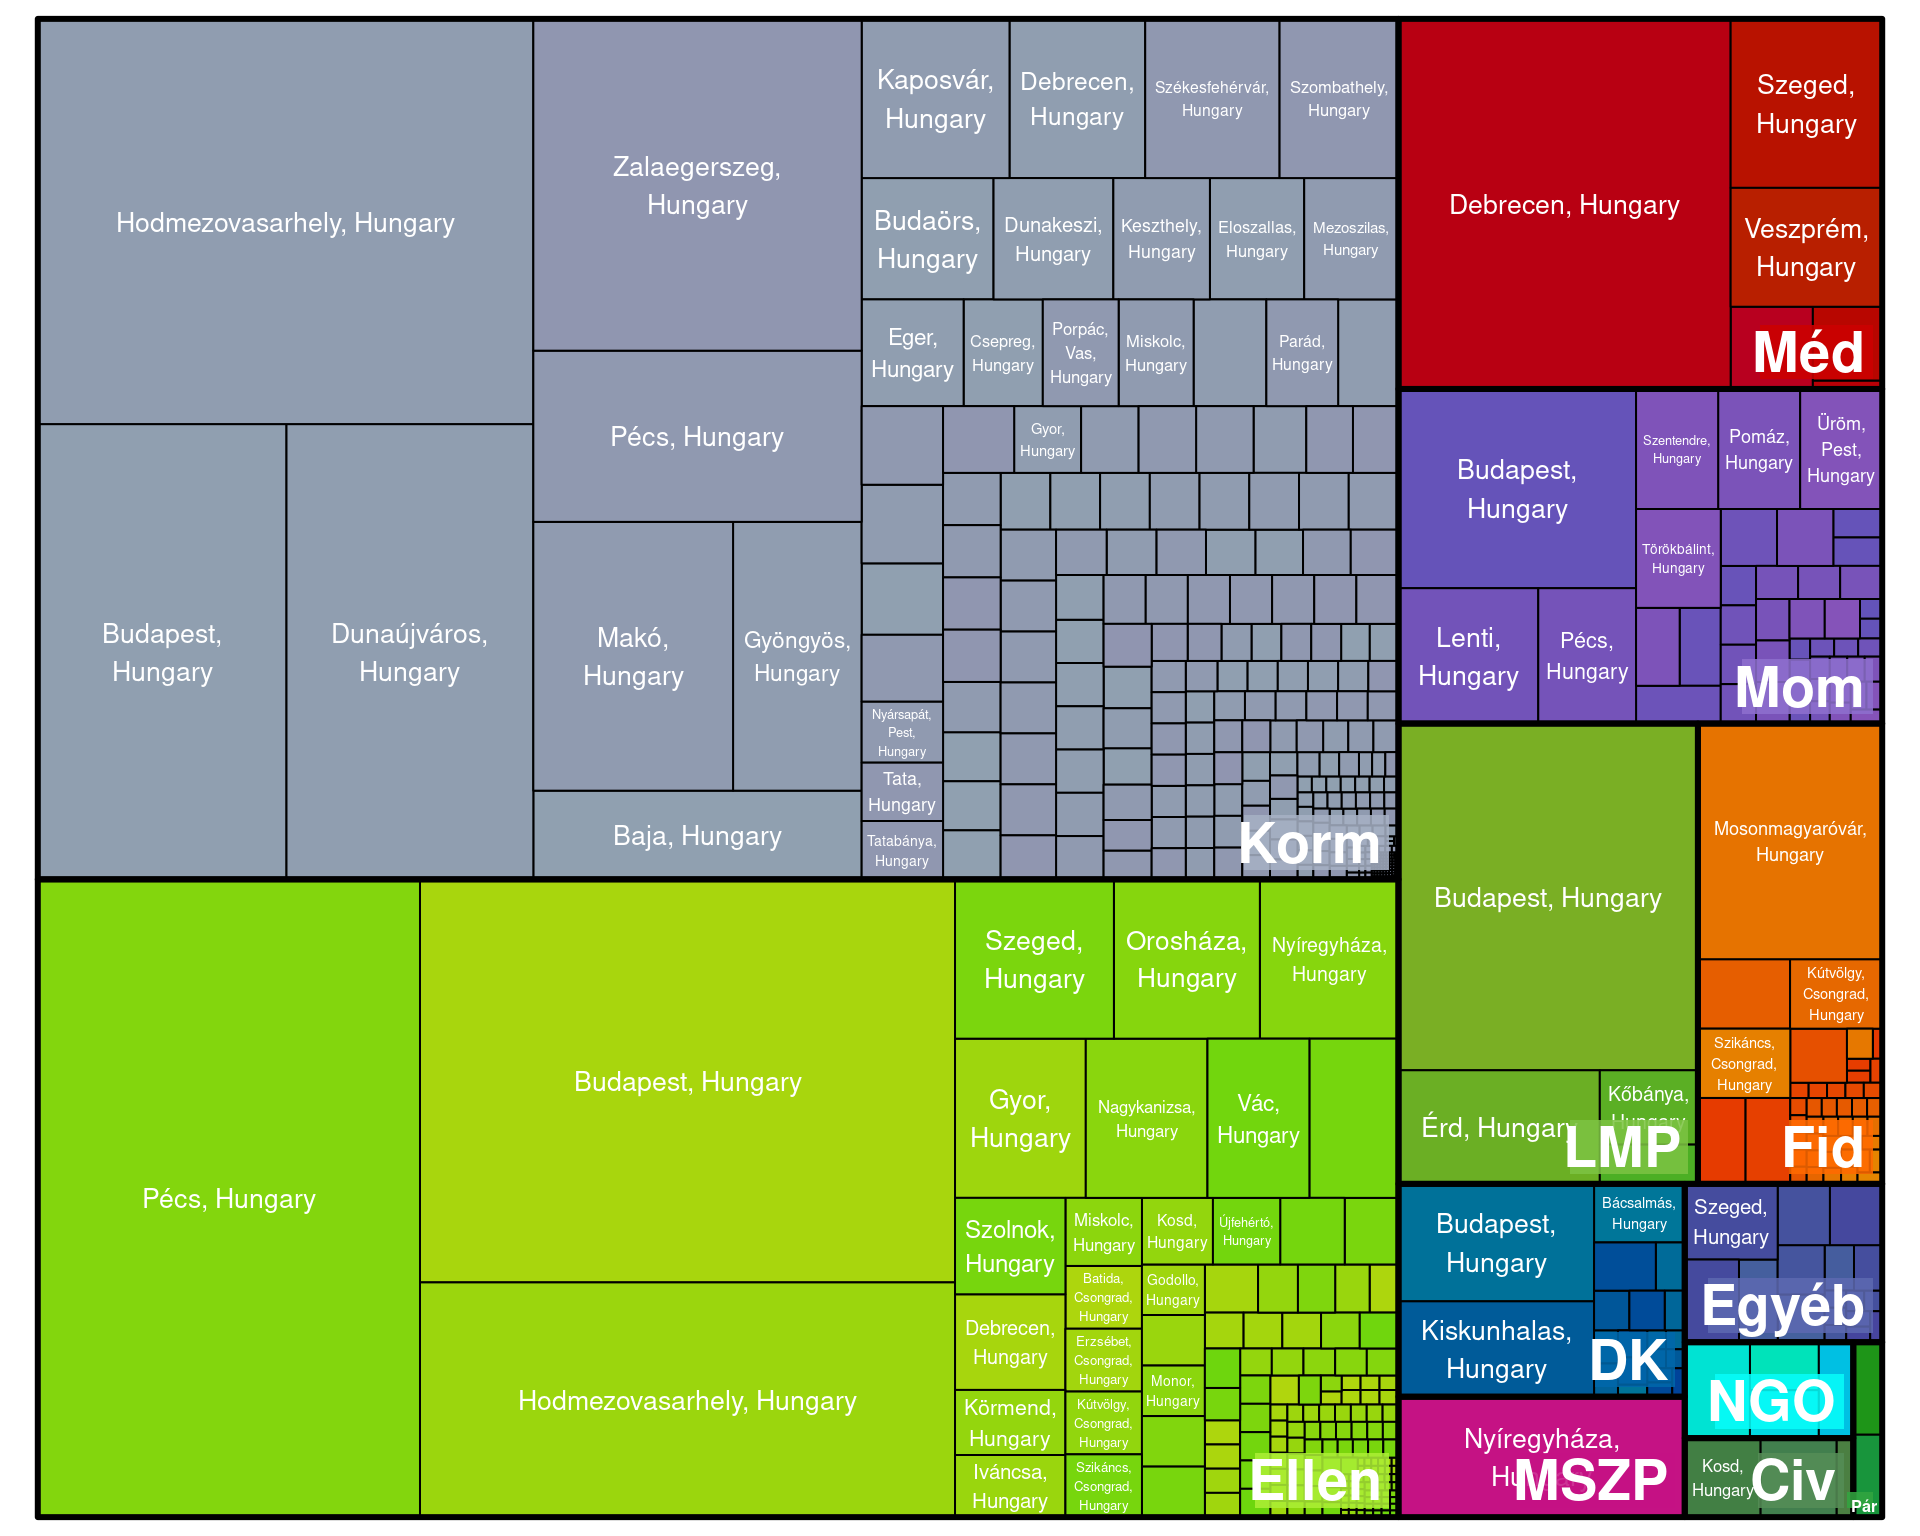 Hodmezovasarhely, Hungary
Budapest,
Hungary
Dunaújváros,
Hungary
Zalaegerszeg,
Hungary
Pécs, Hungary
Makó,
Hungary
Gyöngyös,
Hungary
Baja, Hungary
Kaposvár,
Hungary
Debrecen,
Hungary
Székesfehérvár,
Hungary
Szombathely,
Hungary
Budaörs,
Hungary
Dunakeszi,
Hungary
Keszthely,
Hungary
Eloszallas,
Hungary
Mezoszilas,
Hungary
Eger,
Hungary
Csepreg,
Hungary
Porpác,
Vas,
Hungary
Miskolc,
Hungary
Parád,
Hungary
Gyor,
Hungary
Nyársapát,
Pest,
Hungary
Tata,
Hungary
Tatabánya,
Hungary
Korm
Pécs, Hungary
Budapest, Hungary
Hodmezovasarhely, Hungary
Szeged,
Hungary
Orosháza,
Hungary
Nyíregyháza,
Hungary
Gyor,
Hungary
Nagykanizsa,
Hungary
Vác,
Hungary
Szolnok,
Hungary
Miskolc,
Hungary
Kosd,
Hungary
Újfehértó,
Hungary
Debrecen,
Hungary
Batida,
Csongrad,
Hungary
Godollo,
Hungary
Erzsébet,
Csongrad,
Hungary
Monor,
Hungary
Körmend,
Hungary
Kútvölgy,
Csongrad,
Hungary
Iváncsa,
Hungary
Szikáncs,
Csongrad,
Hungary
Ellen
Debrecen, Hungary
Szeged,
Hungary
Veszprém,
Hungary
Méd
Budapest,
Hungary
Szentendre,
Hungary
Pomáz,
Hungary
Üröm,
Pest,
Hungary
Törökbálint,
Hungary
Lenti,
Hungary
Pécs,
Hungary
Mom
Budapest, Hungary
Érd, Hungary
Kőbánya,
Hungary
LMP
Mosonmagyaróvár,
Hungary
Kútvölgy,
Csongrad,
Hungary
Szikáncs,
Csongrad,
Hungary
Fid
Budapest,
Hungary
Bácsalmás,
Hungary
Kiskunhalas,
Hungary
DK
Szeged,
Hungary
Egyéb
NGO
Nyíregyháza,
Hungary
MSZP
Kosd,
Hungary
Civ
Pár